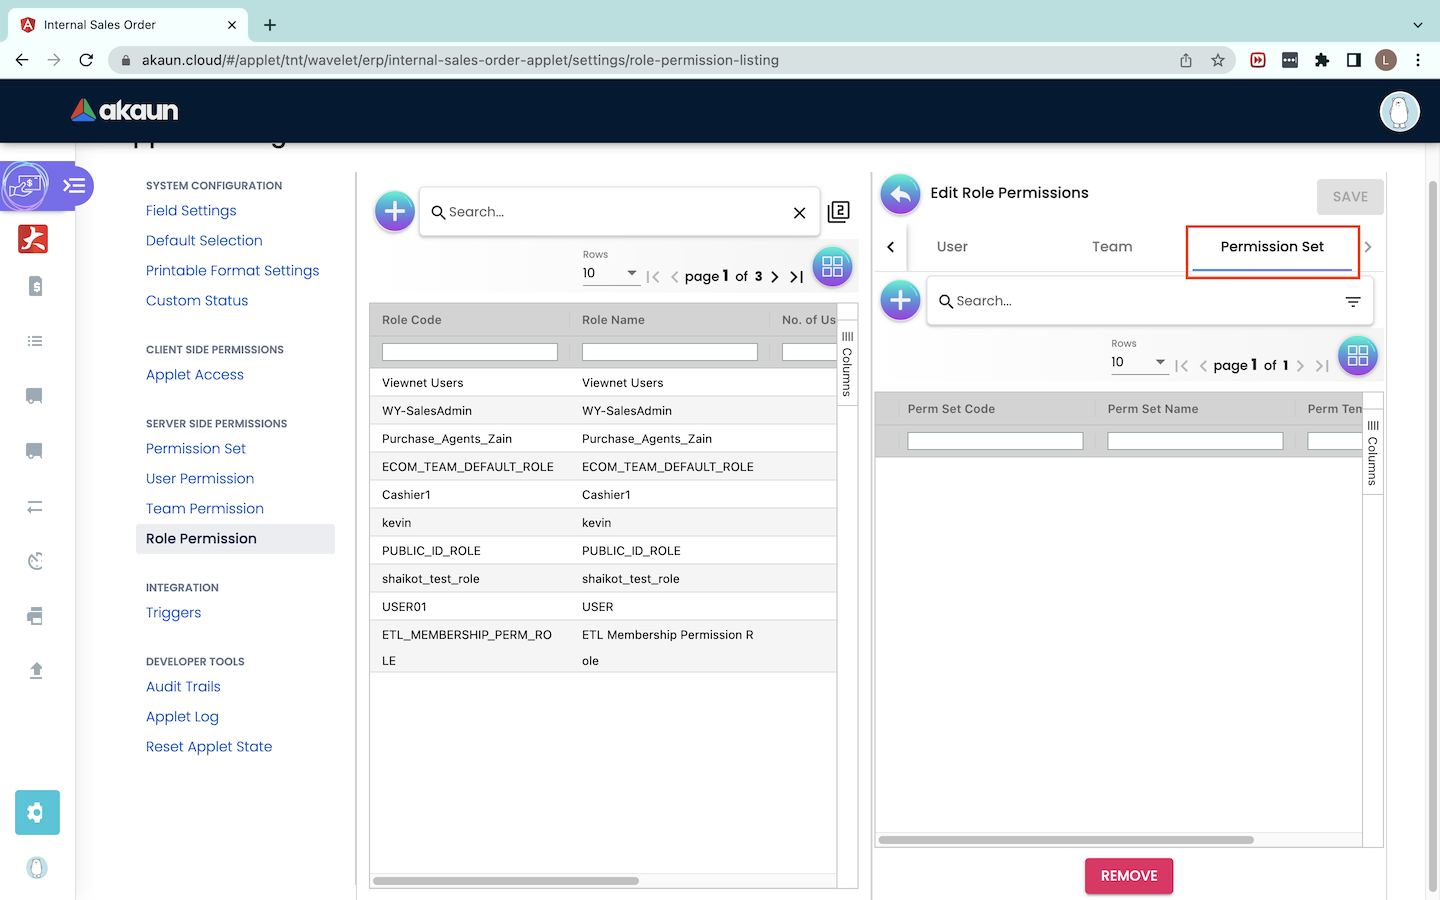 Internal Sales Order
akaun.cloud/#/applet/tnt/wavelet/erp/internal-sales-order-applet/settings/role-permission-listing
L
akaun
SYSTEM CONFIGURATION
Field Settings
Default Selection
Printable Format Settings
Custom Status
CLIENT SIDE PERMISSIONS
Applet Access
SERVER SIDE PERMISSIONS
Permission Set
User Permission
Team Permission
Role Permission
INTEGRATION
Triggers
DEVELOPER TOOLS
Audit Trails
Applet Log
Reset Applet State
Search...
2
Rows
10
page 1 of 3
Role Code Role Name No. of Us
Columns
Viewnet Users Viewnet Users
WY-SalesAdmin WY-SalesAdmin
Purchase_Agents_Zain Purchase_Agents_Zain
ECOM_TEAM_DEFAULT_ROLE ECOM_TEAM_DEFAULT_ROLE
Cashier1 Cashier1
kevin kevin
PUBLIC_ID_ROLE PUBLIC_ID_ROLE
shaikot_test_role shaikot_test_role
USER01 USER
ETL_MEMBERSHIP_PERM_RO ETL Membership Permission R
LE ole
Edit Role Permissions
SAVE
User Team Permission Set
Search...
Rows
10
page 1 of 1
Perm Set Code Perm Set Name Perm Tem
Columns
REMOVE